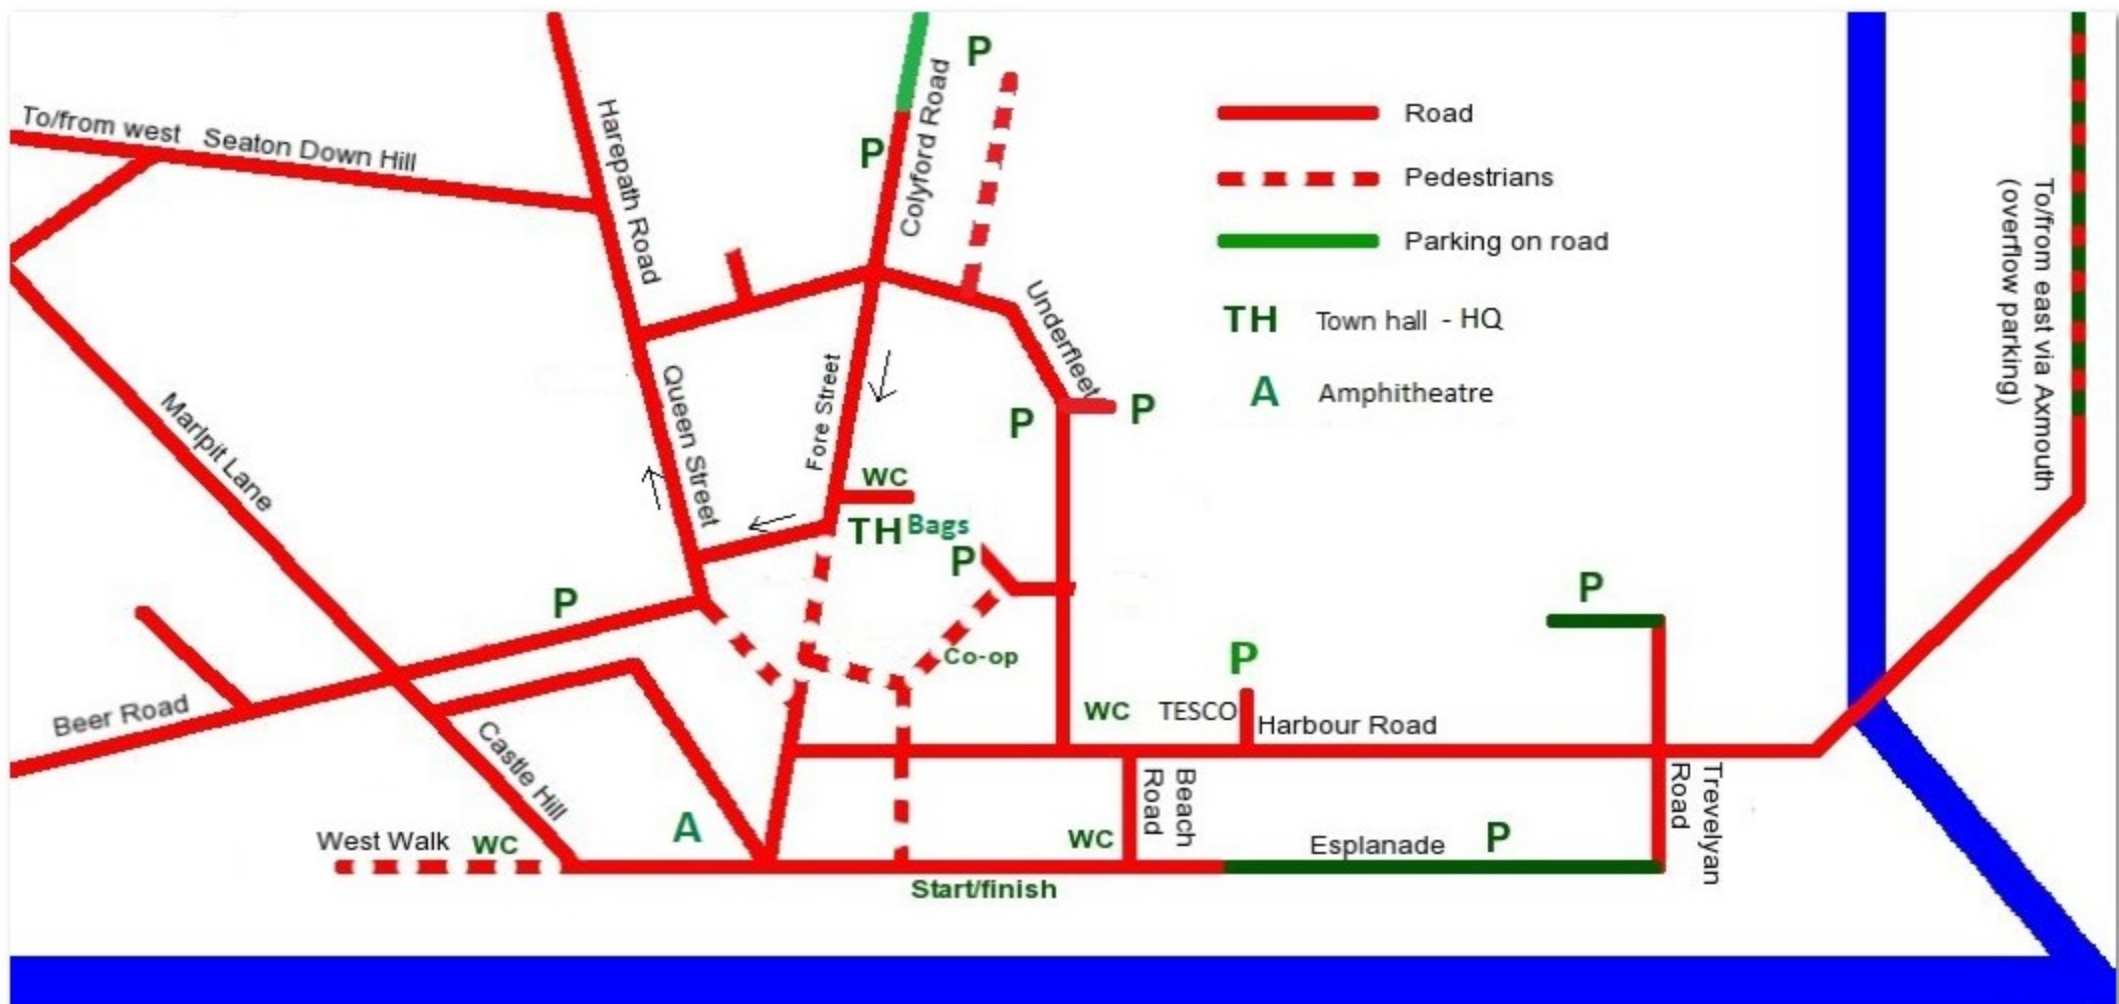 P
To/from west Seaton Down Hill
Harepath Road
P
Colyford Road
Road
Pedestrians
Parking on road
TH Town hall - HQ
A Amphitheatre
To/from east via Axmouth
(overflow parking)
Underfleet
P
P
Marlpit Lane
Queen Street
Fore Street
WC
TH Bags
P
P
P
Co-op
P
Beer Road
Castle Hill
WC
TESCO
Harbour Road
Beach
Road
Trevelyan
Road
West Walk
WC
A
WC
Esplanade
P
Start/finish